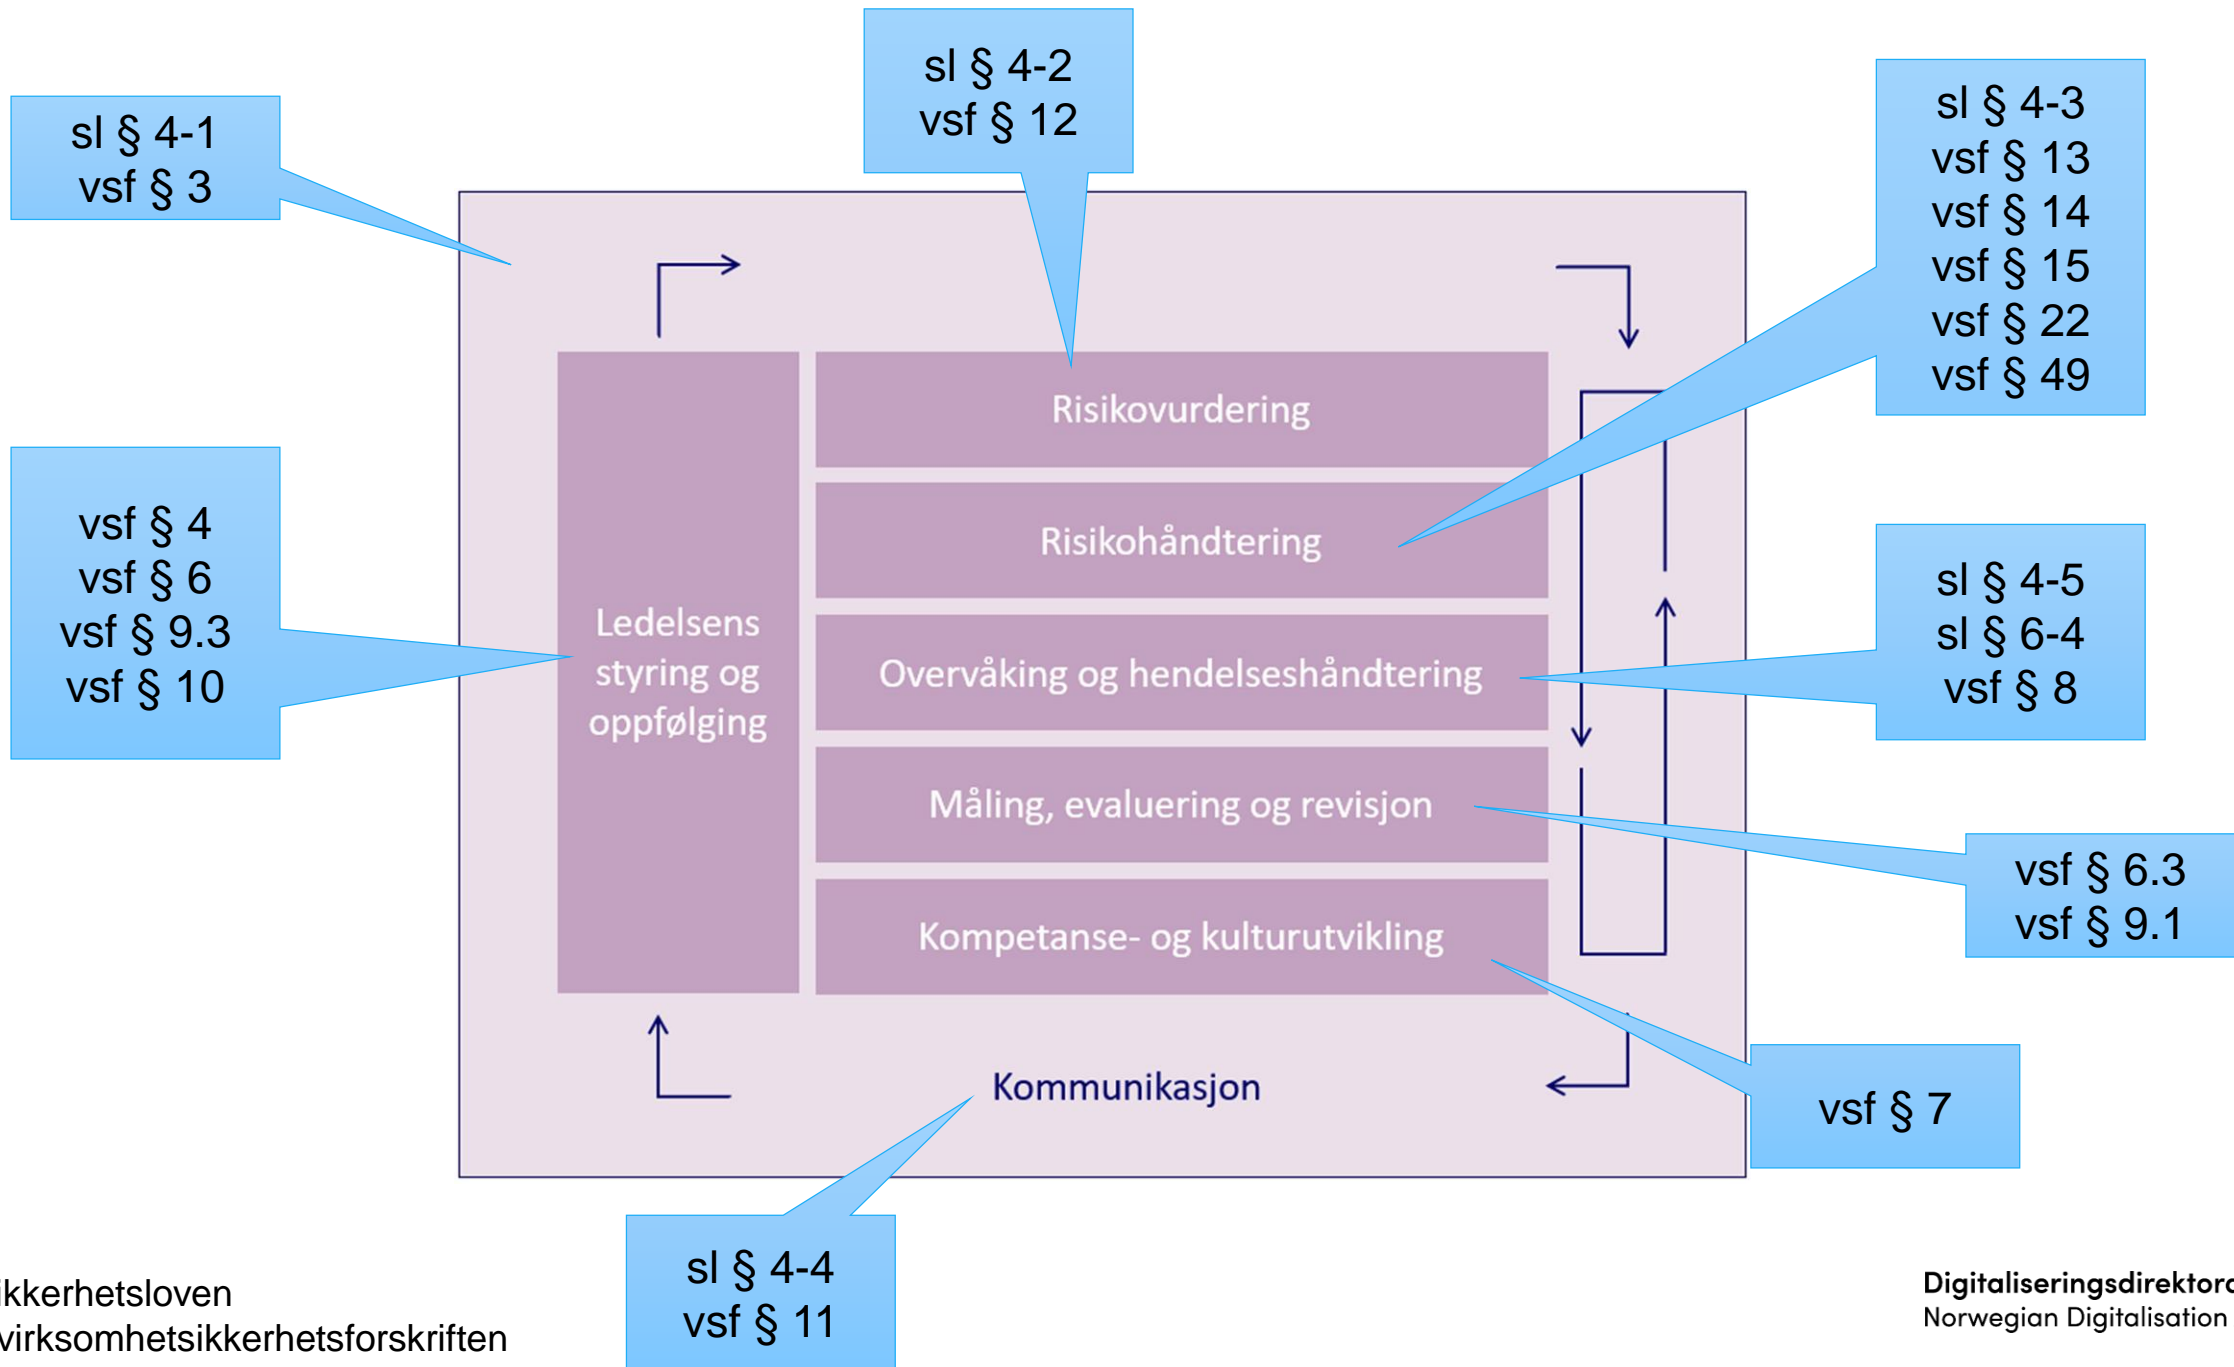 sl § 4-1
vsf § 3
sl § 4-2
vsf § 12
sl § 4-3
vsf § 13
vsf § 14
vsf § 15
vsf § 22
vsf § 49
vsf § 4
vsf § 6
vsf § 9.3
vsf § 10
Ledelsens
styring og
oppfølging
Risikovurdering
Risikohåndtering
Overvåking og hendelseshåndtering
Måling, evaluering og revisjon
Kompetanse- og kulturutvikling
sl § 4-5
sl § 6-4
vsf § 8
vsf § 6.3
vsf § 9.1
vsf § 7
Kommunikasjon
sl § 4-4
vsf § 11
ikkerhetsloven
virksomhetsikkerhetsforskriften
Digitaliseringsdirektora
Norwegian Digitalisation